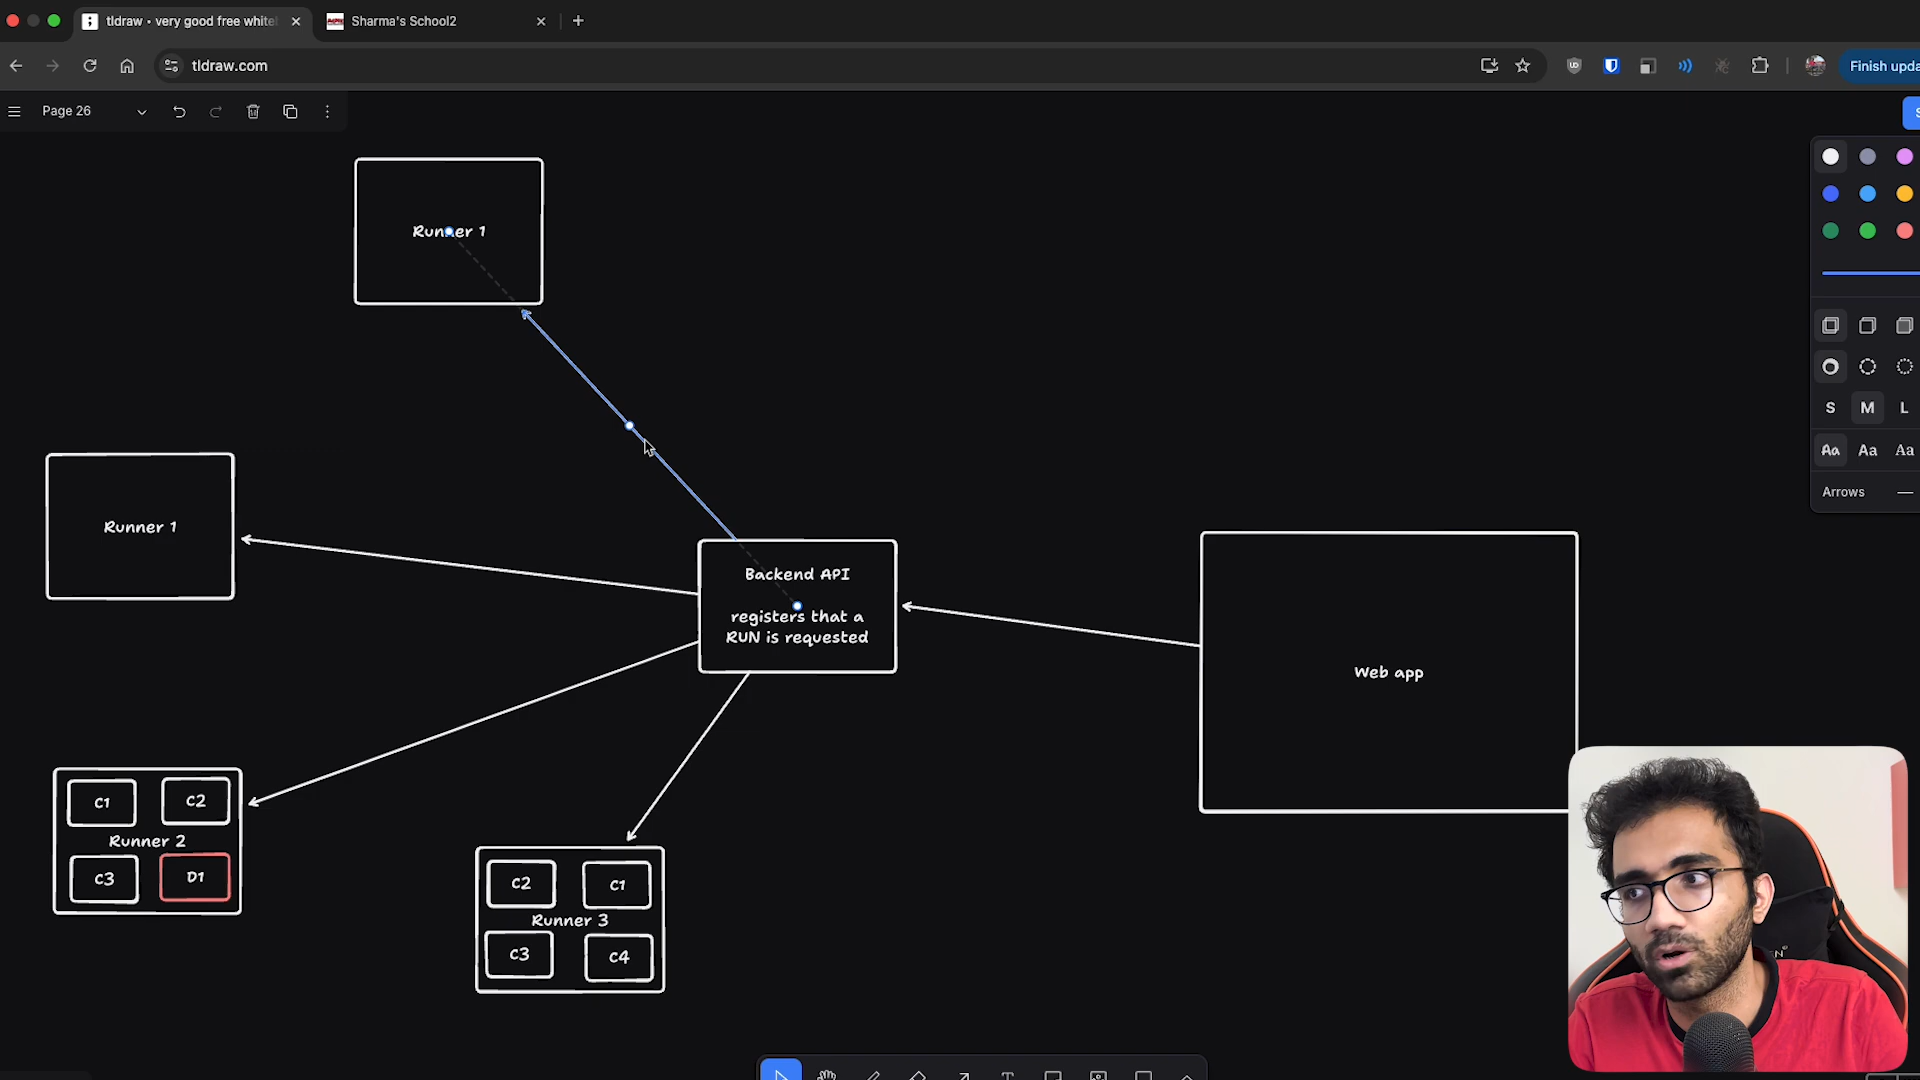 tldraw • very good free white
Sharma's School2
tldraw.com
Finish upda
Page 26
Runner 1
S
M
L
Aa
Aa
Aa
Arrows
Runner 1
Backend API
registers that a
RUN is requested
Web app
C1
C2
Runner 2
C3
D1
C2
C1
Runner 3
C3
C4